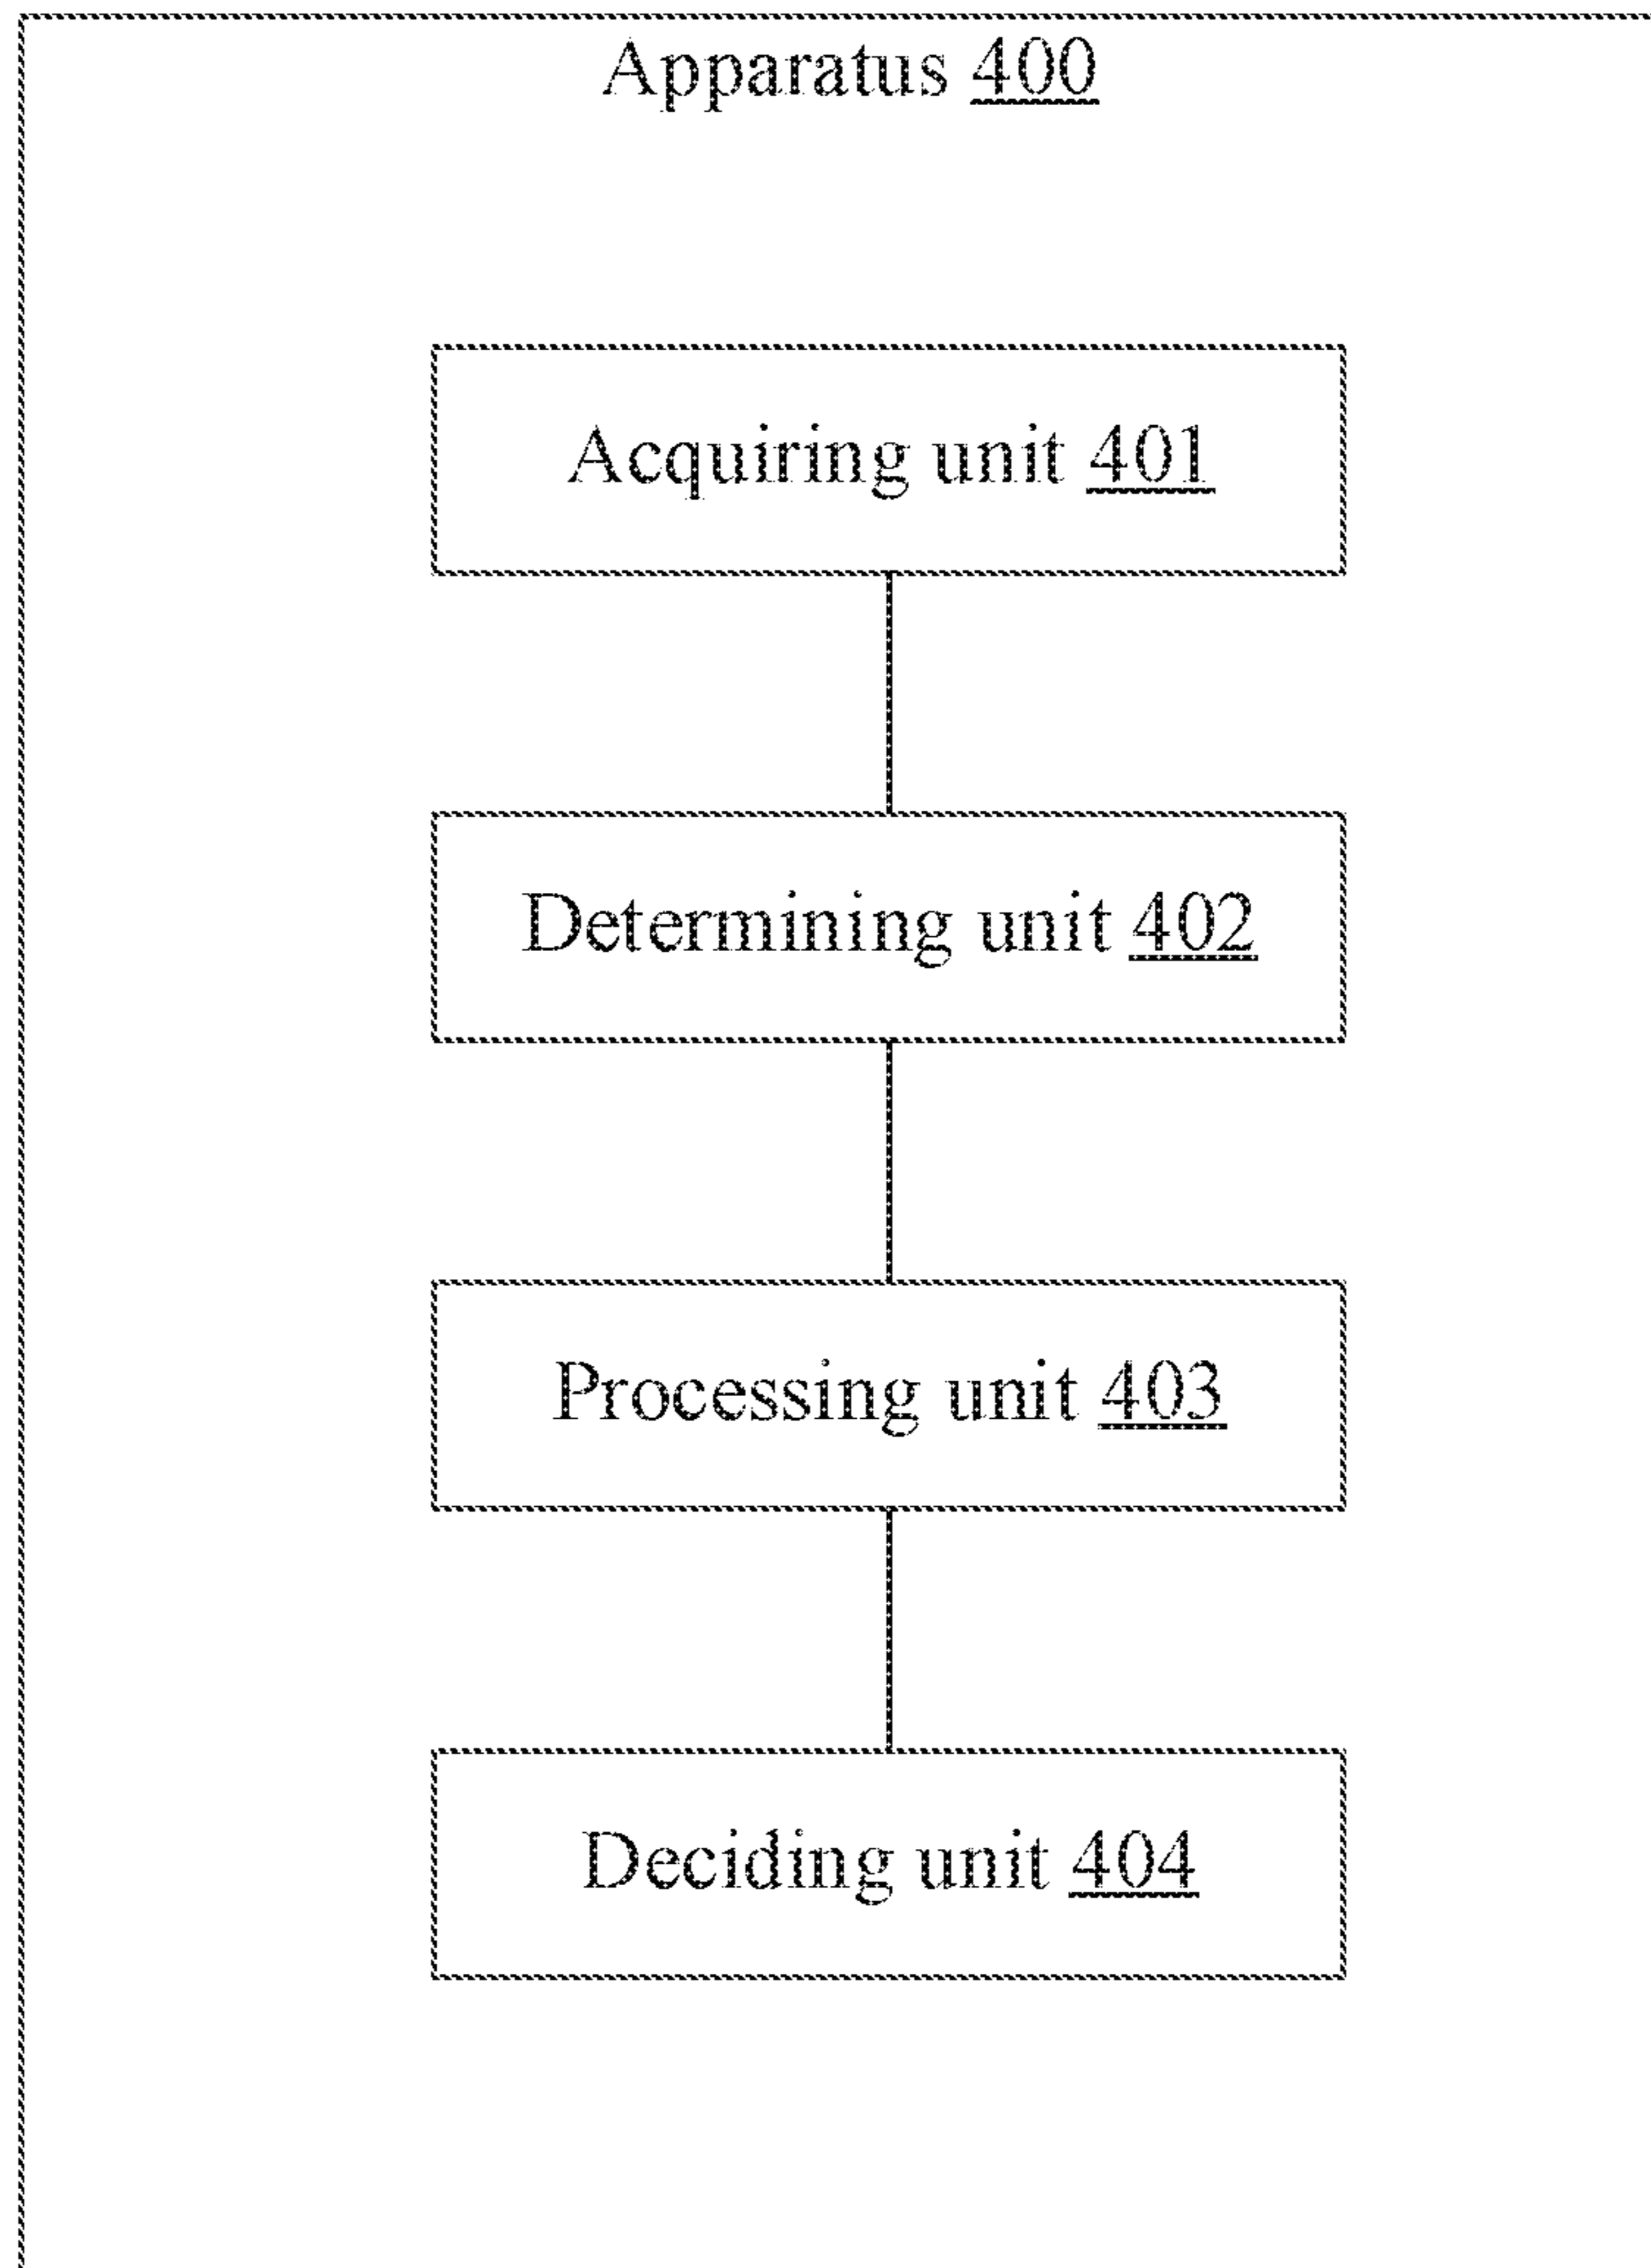 Apparatus 400
Acquiring unit 401
Determining unit 402
Processing unit 403
Deciding unit 404